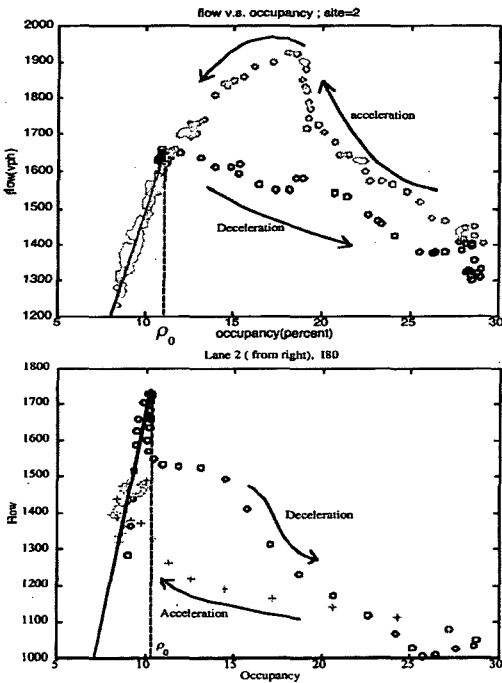 flow v.s. occupancy ; site=2
2000
1900
1800
1700
1600
1500
1400
1300
1200
flow(vph)
acceleration
Deceleration
5 10 15 20 25 30
ρ0
occupancy(percent)
Lane 2 ( from right), I80
1800
1700
1600
1500
1400
1300
1200
1100
1000
Flow
Deceleration
Acceleration
ρ0
5 10 15 20 25 30
Occupancy